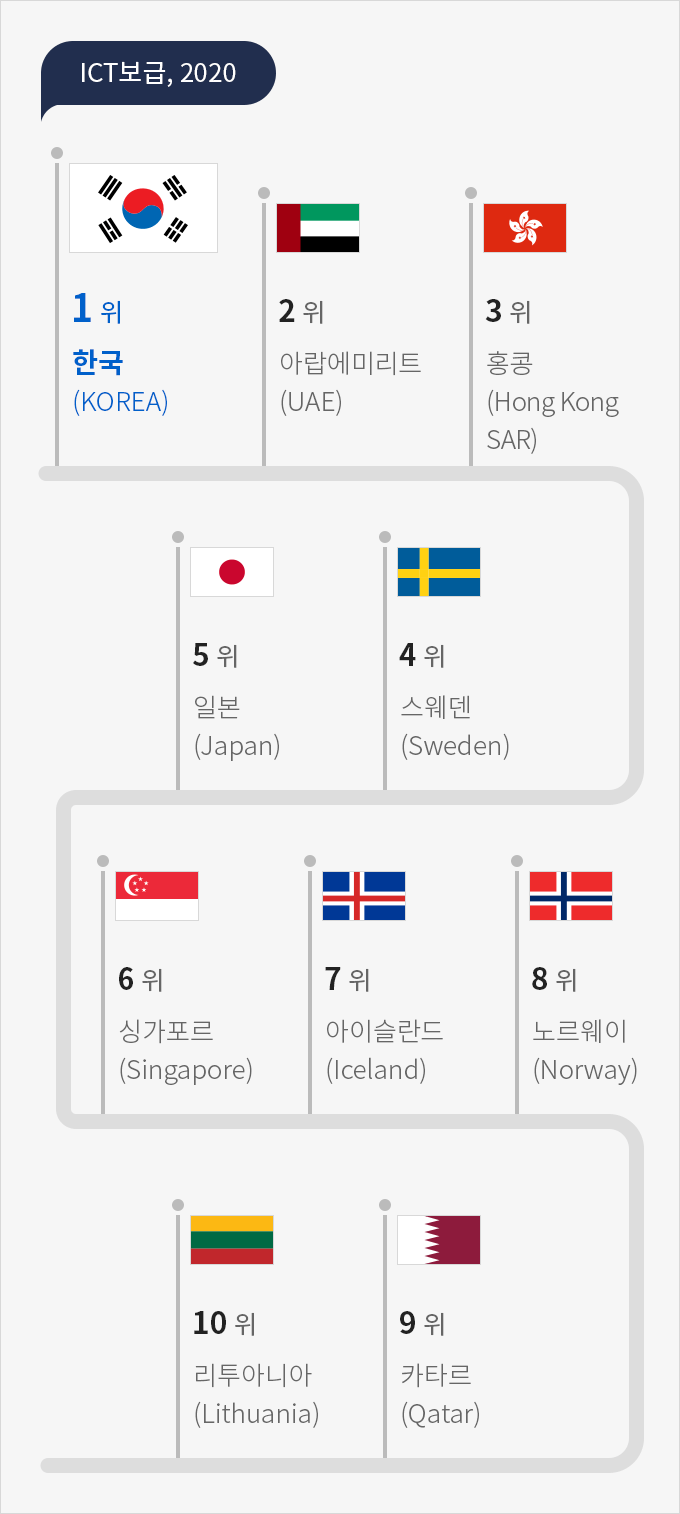 ICT보급, 2020
1 위
한국
(KOREA)
2 위
아랍에미리트
(UAE)
3 위
홍콩
(Hong Kong
SAR)
5 위
일본
(Japan)
4 위
스웨덴
(Sweden)
6 위
싱가포르
(Singapore)
7 위
아이슬란드
(Iceland)
8 위
노르웨이
(Norway)
10 위
리투아니아
(Lithuania)
9 위
카타르
(Qatar)